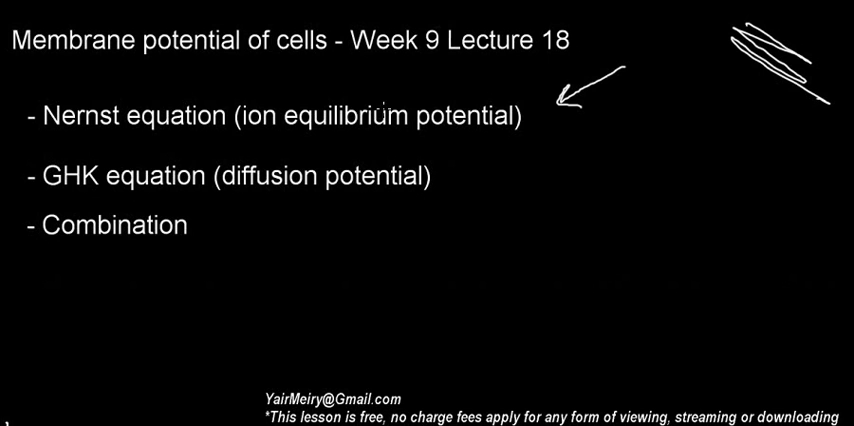 Membrane potential of cells - Week 9 Lecture 18
- Nernst equation (ion equilibrium potential)
- GHK equation (diffusion potential)
- Combination
YairMeiry@Gmail.com
*This lesson is free, no charge fees apply for any form of viewing, streaming or downloading